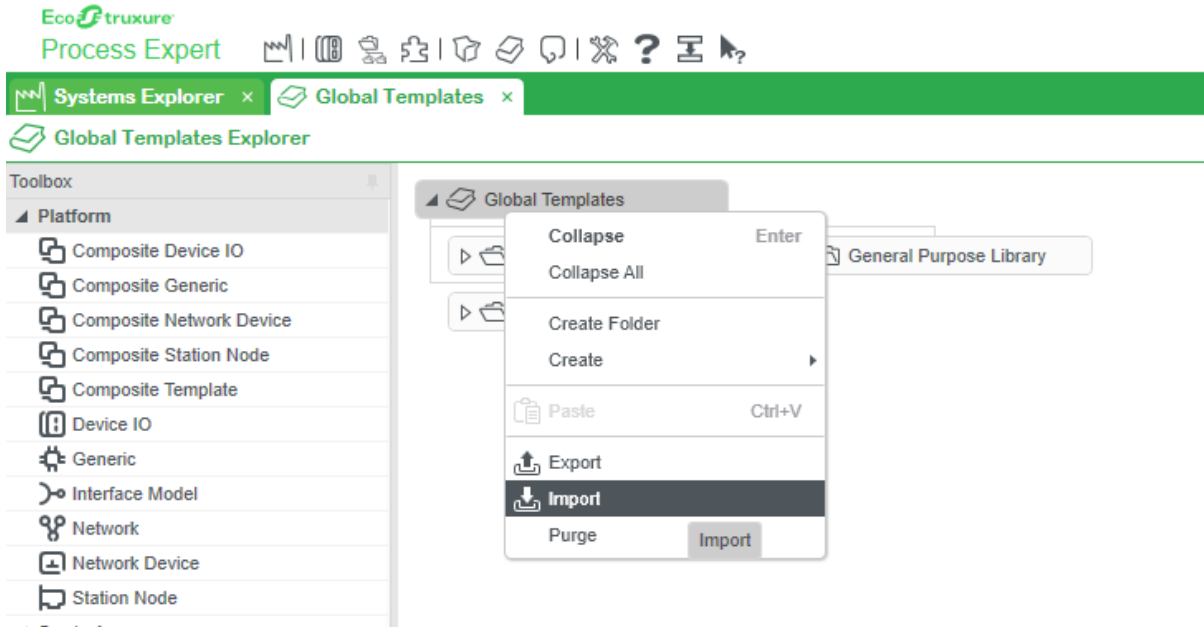 EcoStruxure
Process Expert
Systems Explorer
Global Templates
Global Templates Explorer
Toolbox
Platform
Composite Device IO
Composite Generic
Composite Network Device
Composite Station Node
Composite Template
Device IO
Generic
Interface Model
Network
Network Device
Station Node
Global Templates
General Purpose Library
Collapse Enter
Collapse All
Create Folder
Create
Paste Ctrl+V
Export
Import
Purge
Import